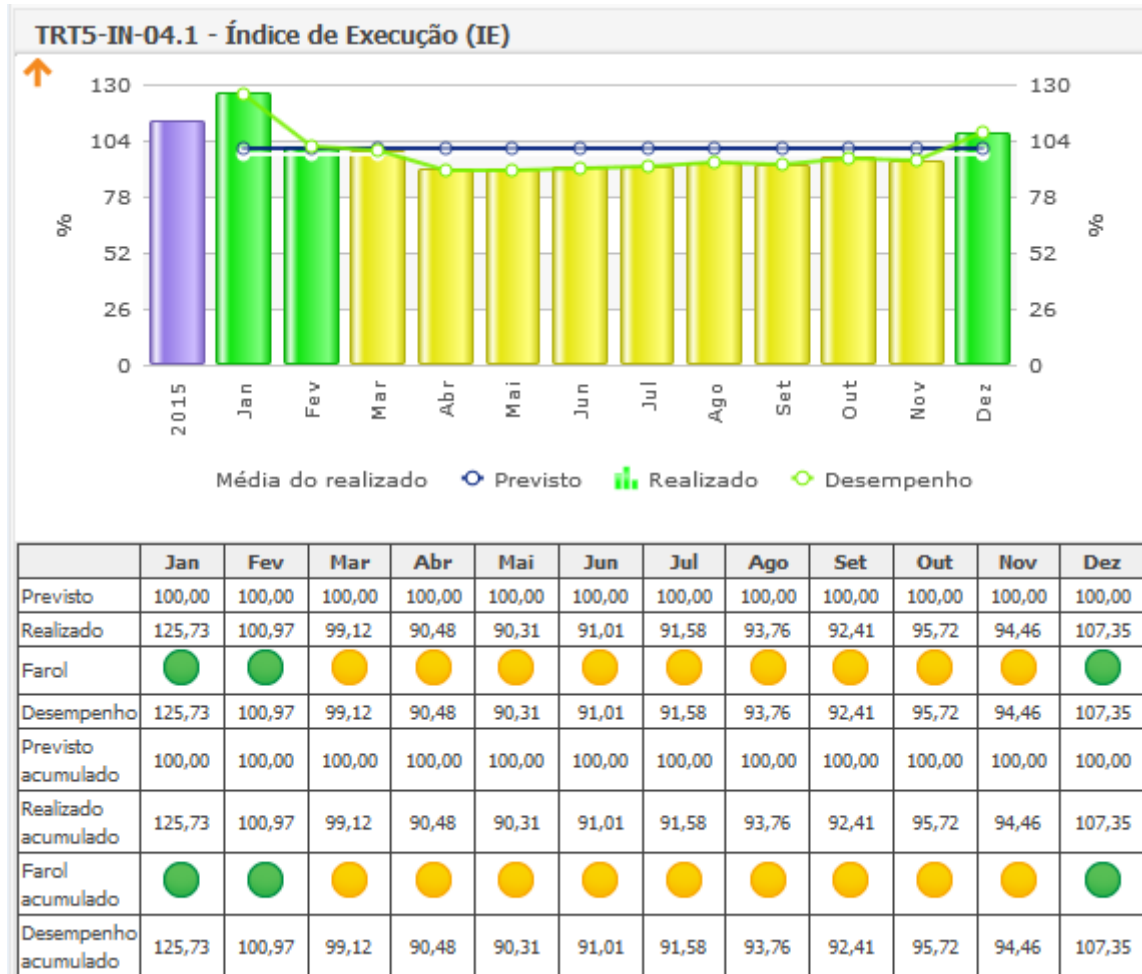 TRT5-IN-04.1 - Índice de Execução (IE)
130 130
104 104
78 78
% %
52 52
26 26
0 0
2015 Jan Fev Mar Abr Mai Jun Jul Ago Set Out Nov Dez
Média do realizado Previsto Realizado Desempenho
Jan Fev Mar Abr Mai Jun Jul Ago Set Out Nov Dez
Previsto 100,00 100,00 100,00 100,00 100,00 100,00 100,00 100,00 100,00 100,00 100,00 100,00
Realizado 125,73 100,97 99,12 90,48 90,31 91,01 91,58 93,76 92,41 95,72 94,46 107,35
Farol
Desempenho 125,73 100,97 99,12 90,48 90,31 91,01 91,58 93,76 92,41 95,72 94,46 107,35
Previsto
acumulado 100,00 100,00 100,00 100,00 100,00 100,00 100,00 100,00 100,00 100,00 100,00 100,00
Realizado
acumulado 125,73 100,97 99,12 90,48 90,31 91,01 91,58 93,76 92,41 95,72 94,46 107,35
Farol
acumulado
Desempenho
acumulado 125,73 100,97 99,12 90,48 90,31 91,01 91,58 93,76 92,41 95,72 94,46 107,35